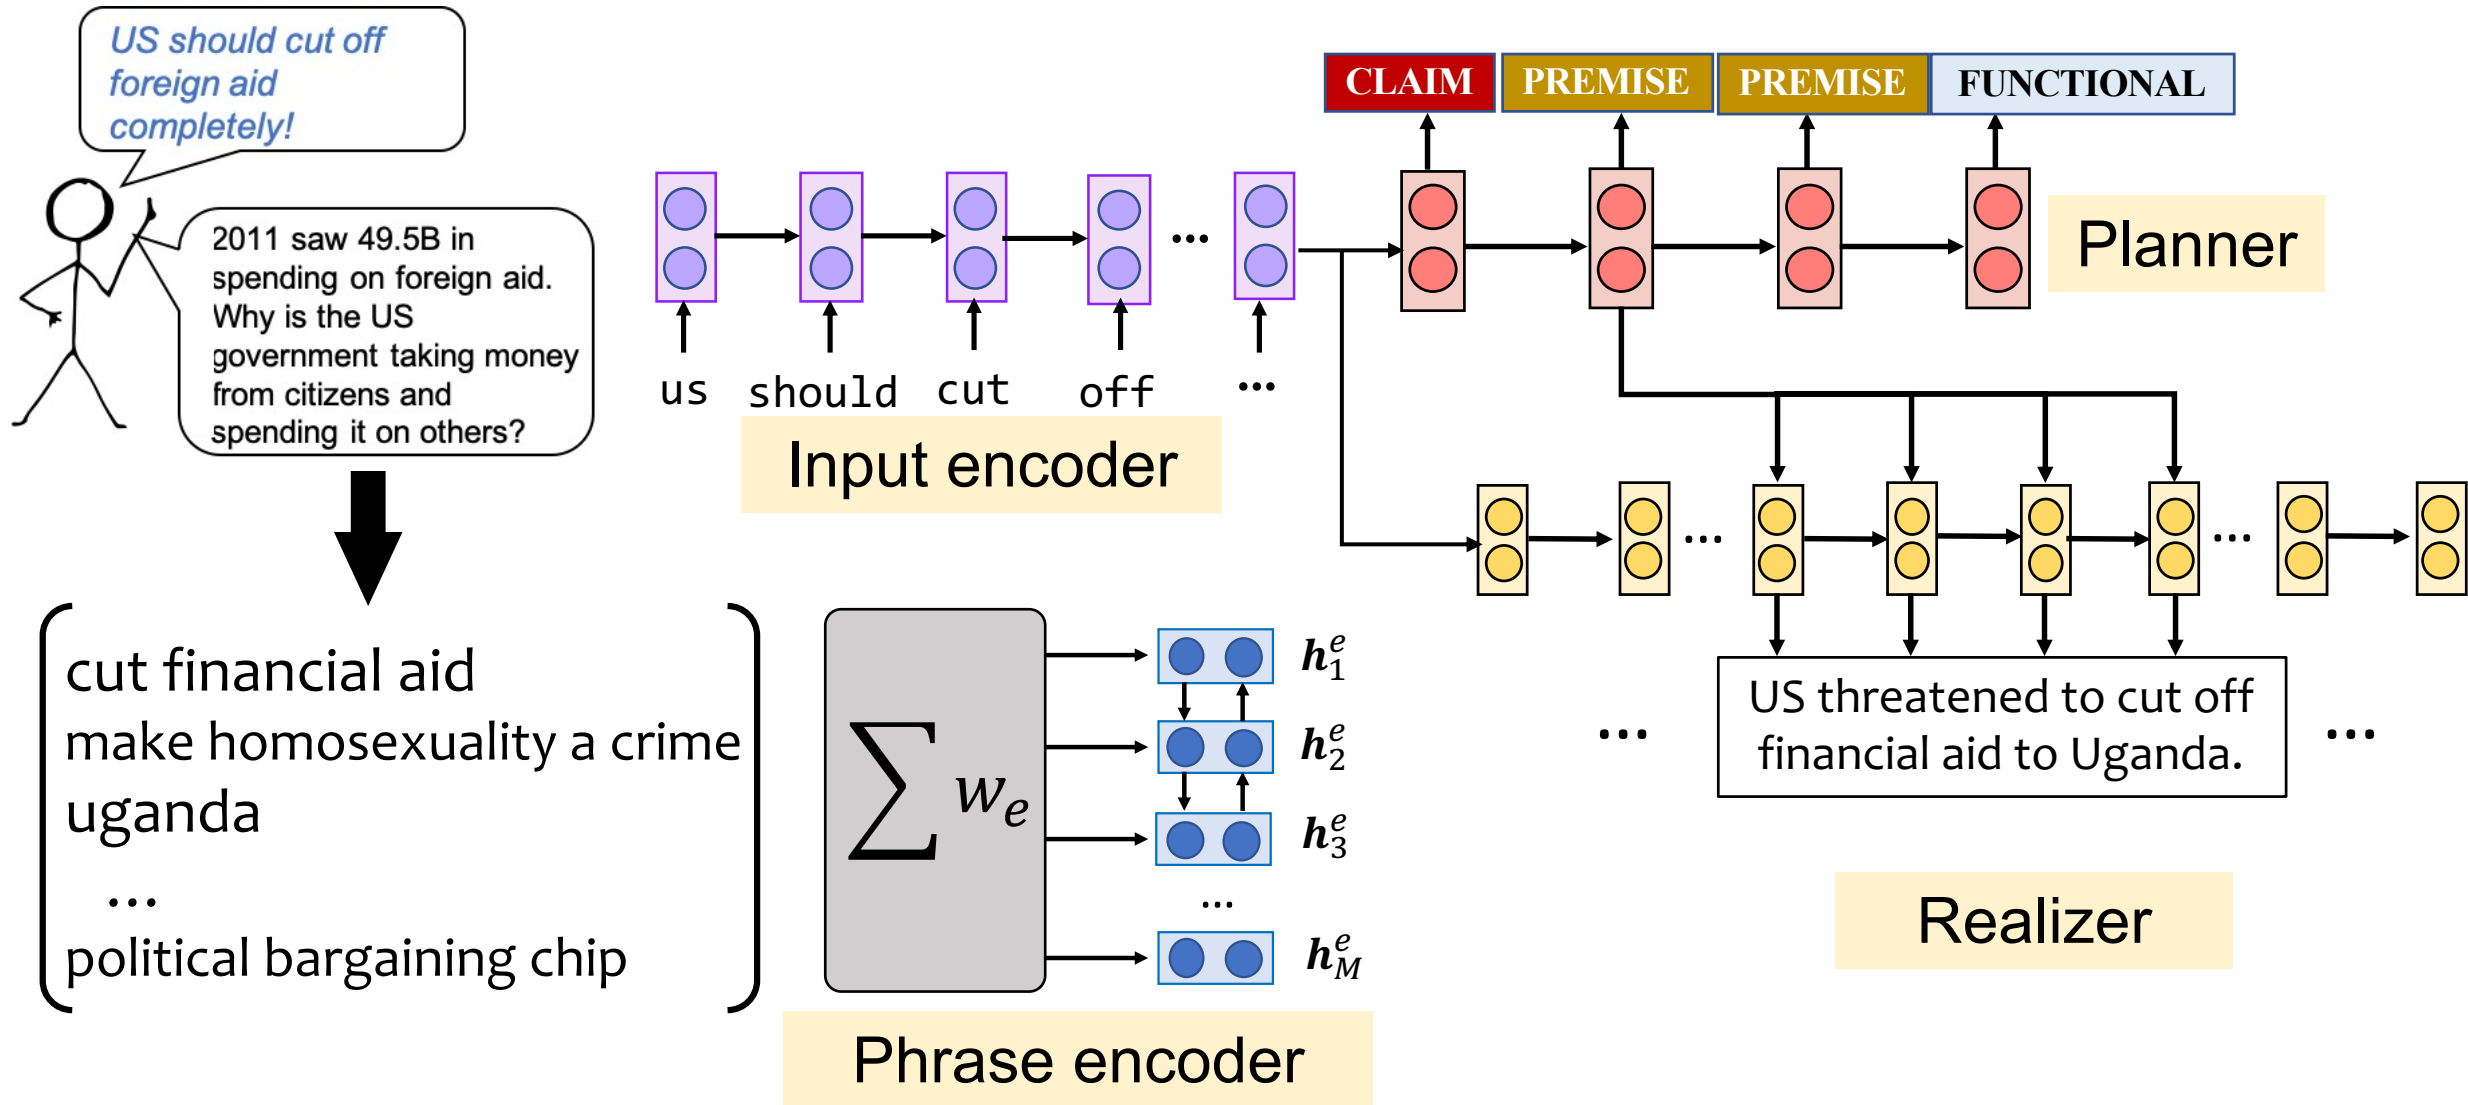 US should cut off
foreign aid
completely!
2011 saw 49.5B in
spending on foreign aid.
Why is the US
government taking money
from citizens and
spending it on others?
cut financial aid
make homosexuality a crime
uganda
...
political bargaining chip
us should cut off ...
...
Input encoder
∑ w_e
h_1^e
h_2^e
h_3^e
...
h_M^e
Phrase encoder
CLAIM PREMISE PREMISE FUNCTIONAL
Planner
... ...
... US threatened to cut off
financial aid to Uganda. ...
Realizer